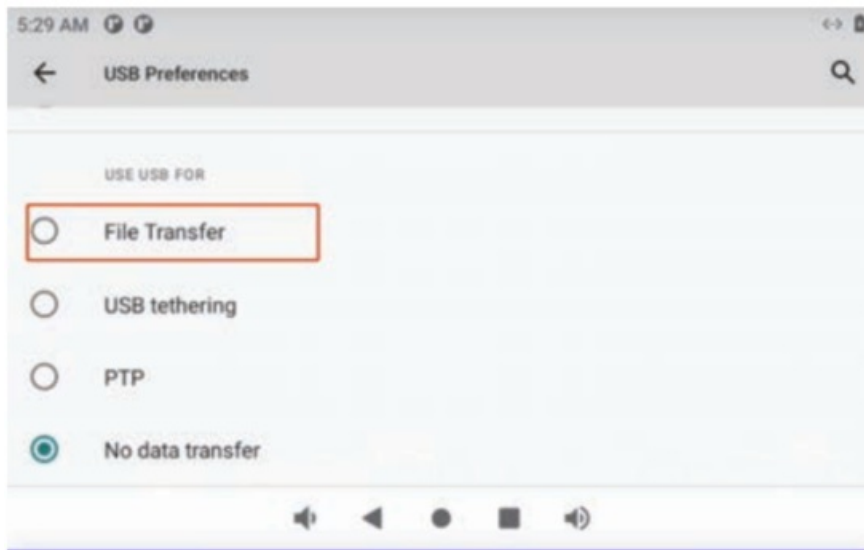 5:29 AM
USB Preferences
USE USB FOR
File Transfer
USB tethering
PTP
No data transfer